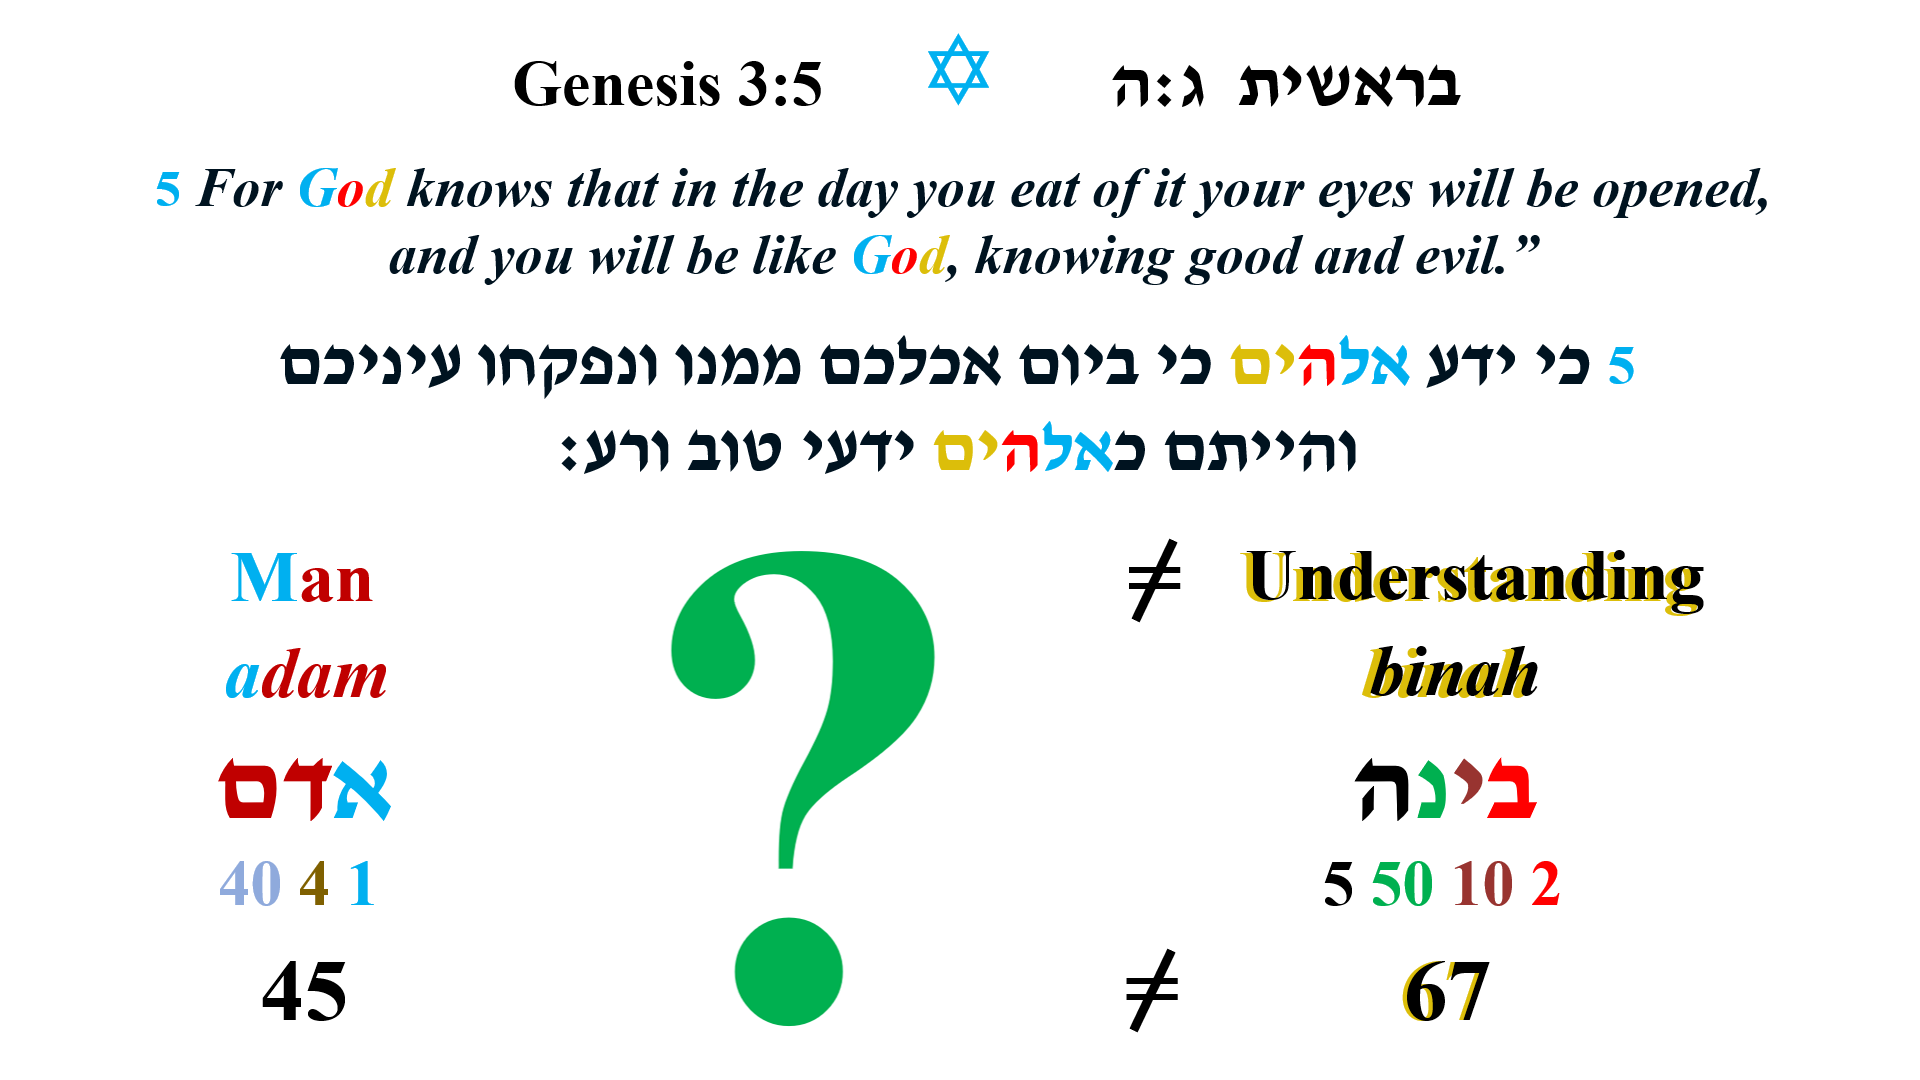 Genesis 3:5 ✡ בראשית ג:ה
5 For God knows that in the day you eat of it your eyes will be opened,
and you will be like God, knowing good and evil.”
5 כי ידע אלהים כי ביום אכלכם ממנו ונפקחו עיניכם
והייתם כאלהים ידעי טוב ורע:
Man ? ≠ Understanding
adam binah
אדם בינה
40 4 1 5 50 10 2
45 ≠ 67